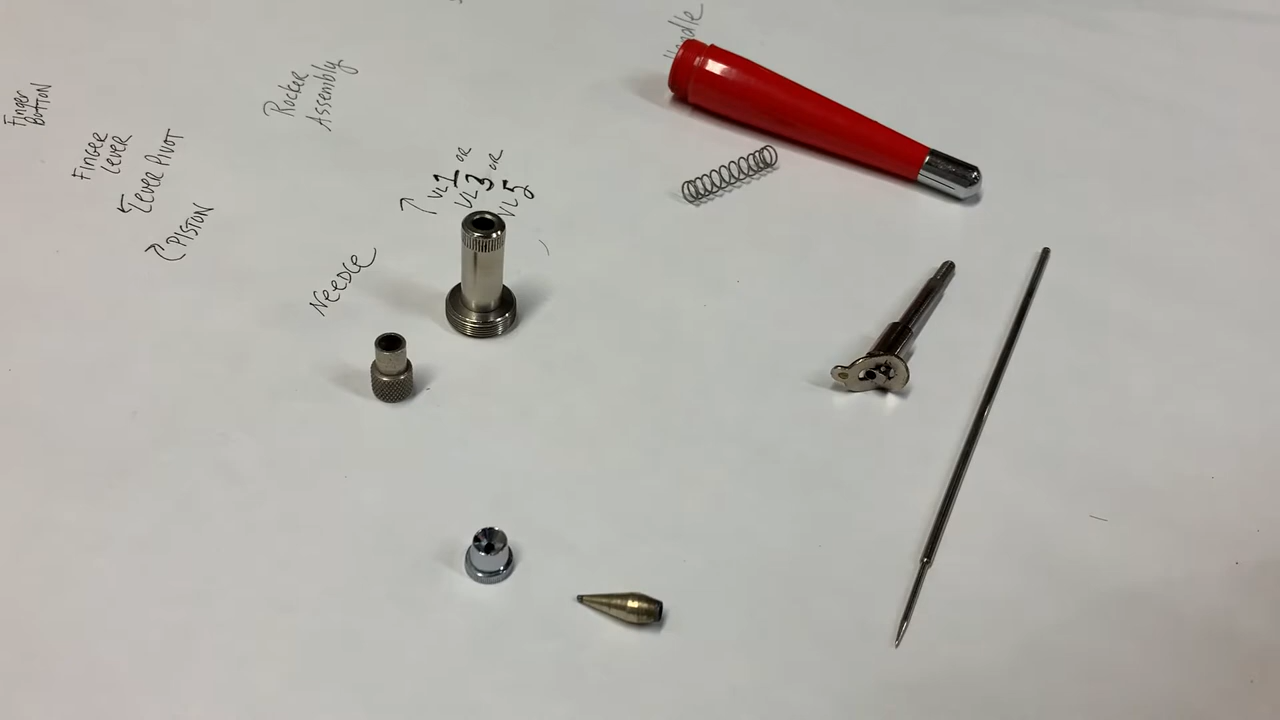 Handle
Rocker
Assembly
Finger
Button
Finger
Lever
Lever Pivot
Piston
VL1 or
VL3 or
VL5
Needle